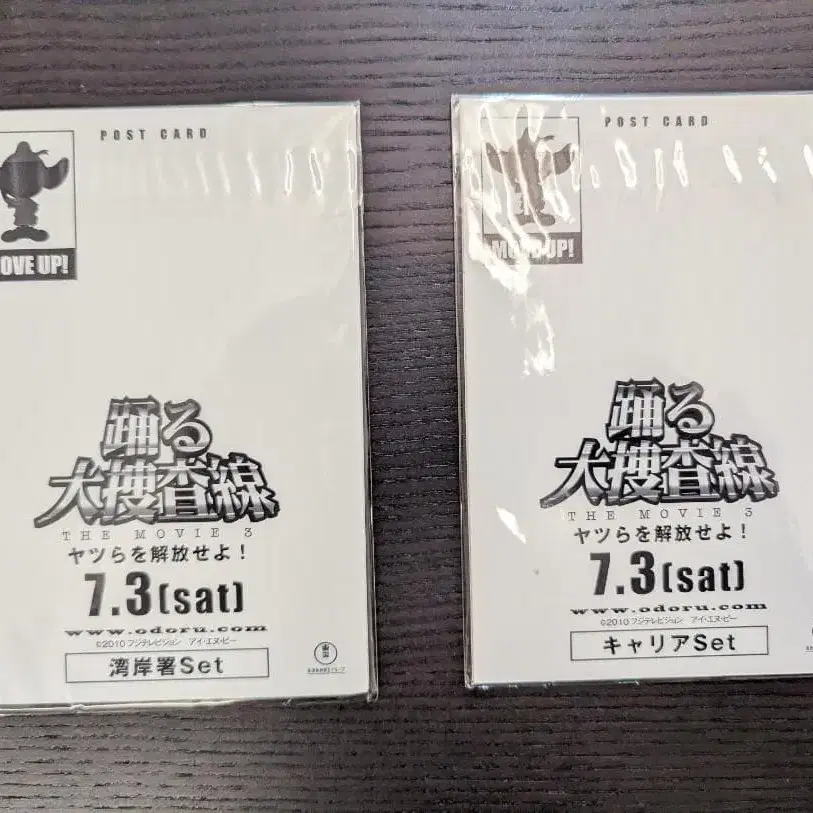 POST CARD
OVE UP!
踊る
大捜査線
THE MOVIE 3
ヤツらを解放せよ！
7.3(sat)
www.odoru.com
©2010 フジテレビジョン アイ・エヌ・ピー
湾岸署Set
POST CARD
MOVE UP!
踊る
大捜査線
THE MOVIE 3
ヤツらを解放せよ！
7.3(sat)
www.odoru.com
©2010 フジテレビジョン アイ・エヌ・ピー
キャリアSet